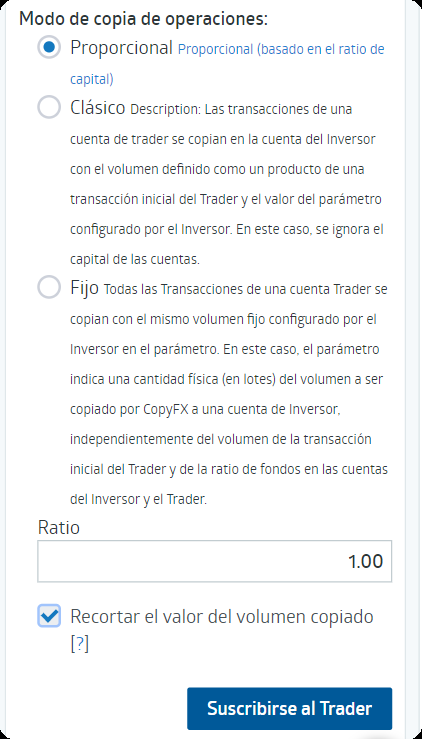 Modo de copia de operaciones:
Proporcional Proporcional (basado en el ratio de
capital)
Clásico Description: Las transacciones de una
cuenta de trader se copian en la cuenta del Inversor
con el volumen definido como un producto de una
transacción inicial del Trader y el valor del parámetro
configurado por el Inversor. En este caso, se ignora el
capital de las cuentas.
Fijo Todas las Transacciones de una cuenta Trader se
copian con el mismo volumen fijo configurado por el
Inversor en el parámetro. En este caso, el parámetro
indica una cantidad física (en lotes) del volumen a ser
copiado por CopyFX a una cuenta de Inversor,
independientemente del volumen de la transacción
inicial del Trader y de la ratio de fondos en las cuentas
del Inversor y el Trader.
Ratio
1.00
Recortar el valor del volumen copiado
[?]
Suscribirse al Trader